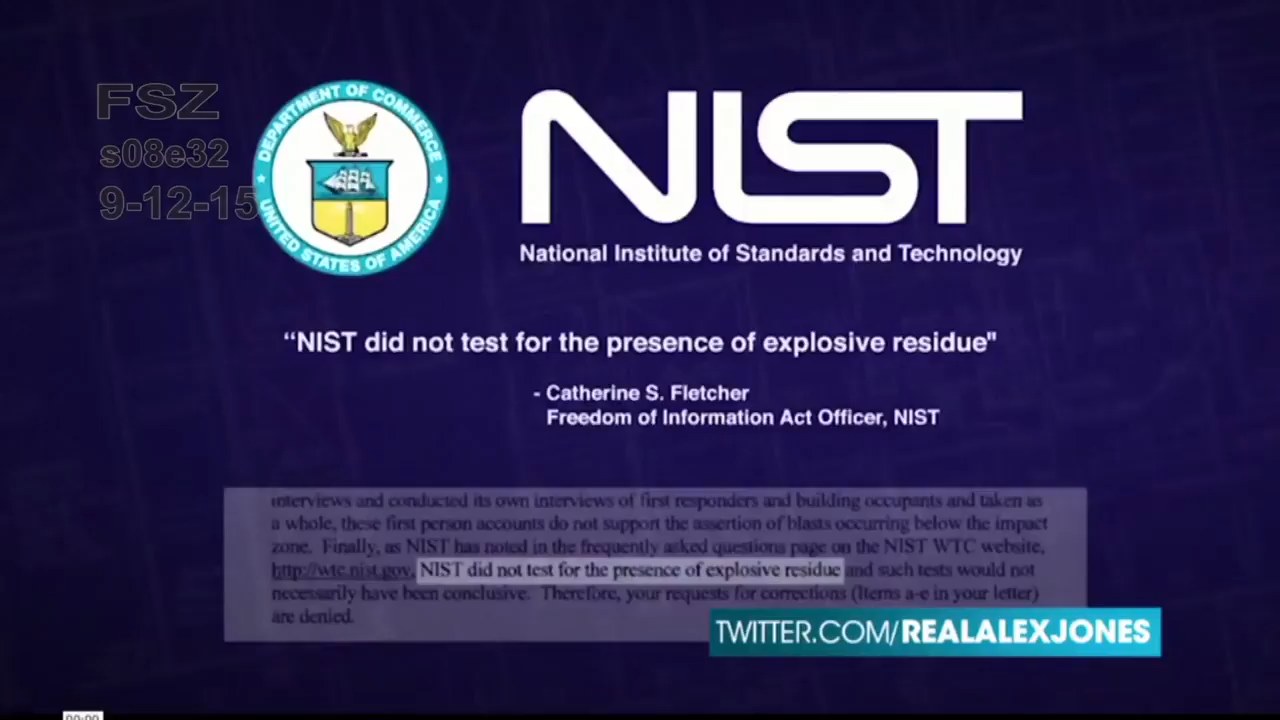 FSZ
s08e32
9-12-15
DEPARTMENT OF COMMERCE
UNITED STATES OF AMERICA
NIST
National Institute of Standards and Technology
“NIST did not test for the presence of explosive residue"
- Catherine S. Fletcher
Freedom of Information Act Officer, NIST
interviews and conducted its own interviews of first responders and building occupants and taken as
a whole, these first person accounts do not support the assertion of blasts occurring below the impact
zone. Finally, as NIST has noted in the frequently asked questions page on the NIST WTC website,
http://wtc.nist.gov, NIST did not test for the presence of explosive residue and such tests would not
necessarily have been conclusive. Therefore, your requests for corrections (Items a-e in your letter)
are denied.
TWITTER.COM/REALALEXJONES